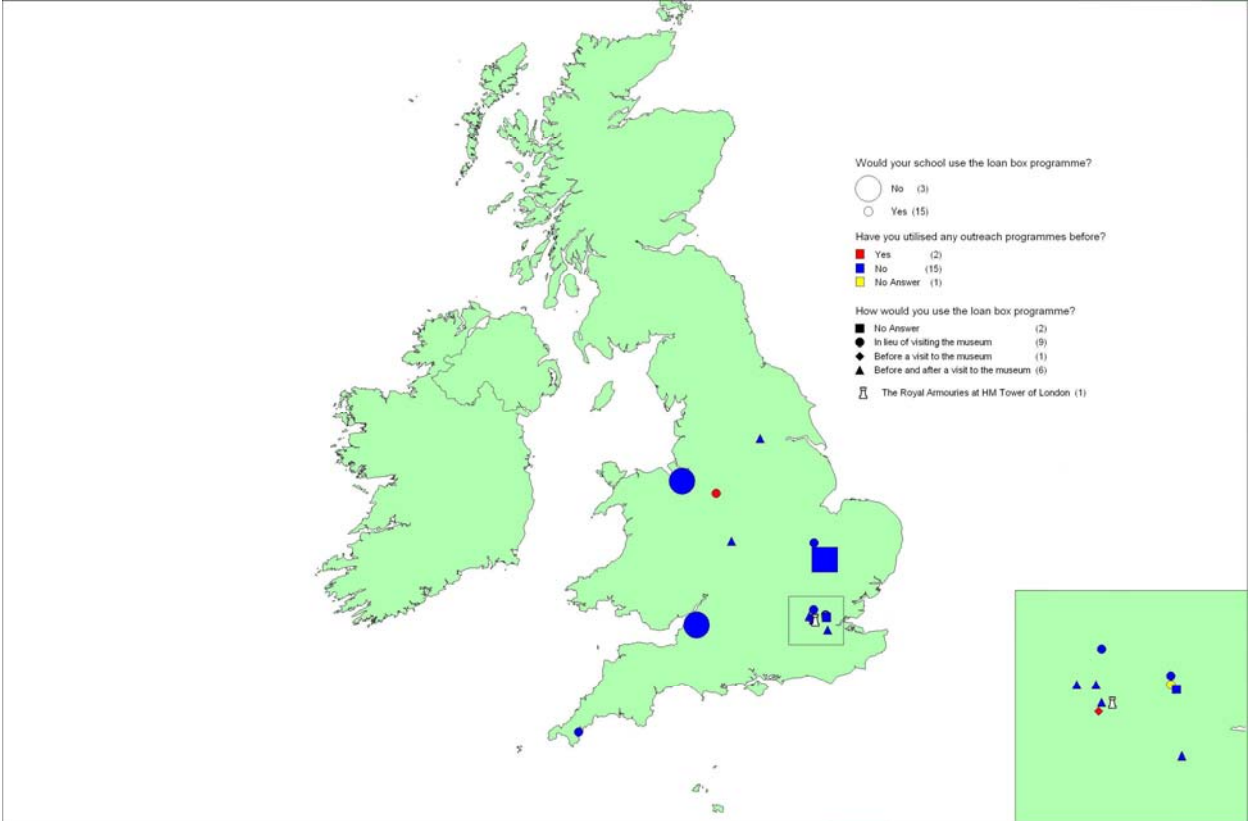 Would your school use the loan box programme?
No (3)
Yes (15)
Have you utilised any outreach programmes before?
Yes (2)
No (15)
No Answer (1)
How would you use the loan box programme?
No Answer (2)
In lieu of visiting the museum (9)
Before a visit to the museum (1)
Before and after a visit to the museum (6)
The Royal Armouries at HM Tower of London (1)